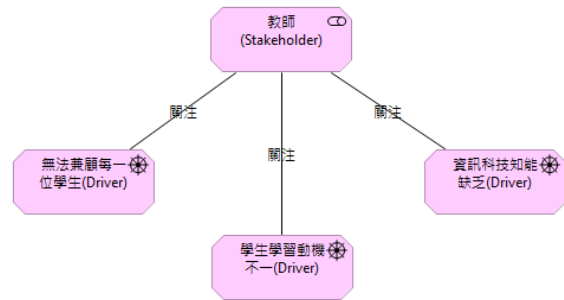 教師
(Stakeholder)
關注
關注
關注
無法兼顧每一
位學生(Driver)
資訊科技知能
缺乏(Driver)
學生學習動機
不一(Driver)